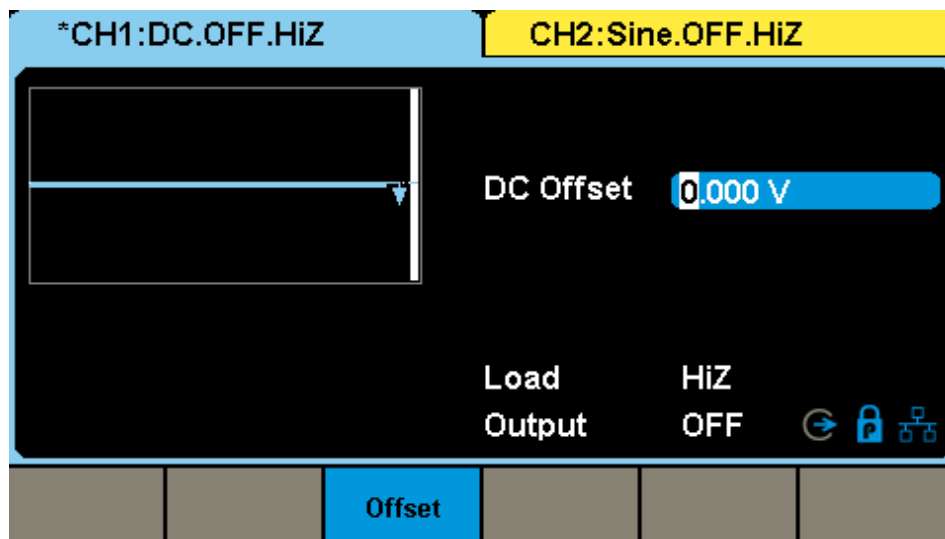 *CH1:DC.OFF.HiZ
CH2:Sine.OFF.HiZ
DC Offset 0.000 V
Load HiZ
Output OFF
P
Offset